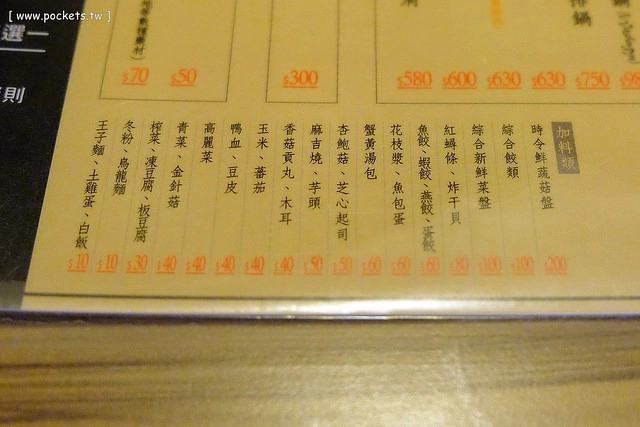 [ www.pockets.tw ]
選一
則
$70
$50
$300
$580
$600
$630
$630
$750
鍋
加料類
時令鮮蔬菇盤 $200
綜合餃類 $100
綜合新鮮菜盤 $100
紅蟳條、炸干貝 $80
魚餃、蝦餃、燕餃、蛋餃 $60
花枝漿、魚包蛋 $60
蟹黃湯包 $60
杏鮑菇、芝心起司 $50
麻吉燒、芋頭 $50
香菇貢丸、木耳 $40
玉米、蕃茄 $40
鴨血、豆皮 $40
高麗菜 $40
青菜、金針菇 $40
榨菜、凍豆腐、板豆腐 $30
冬粉、烏龍麵 $10
王子麵、土雞蛋、白飯 $10